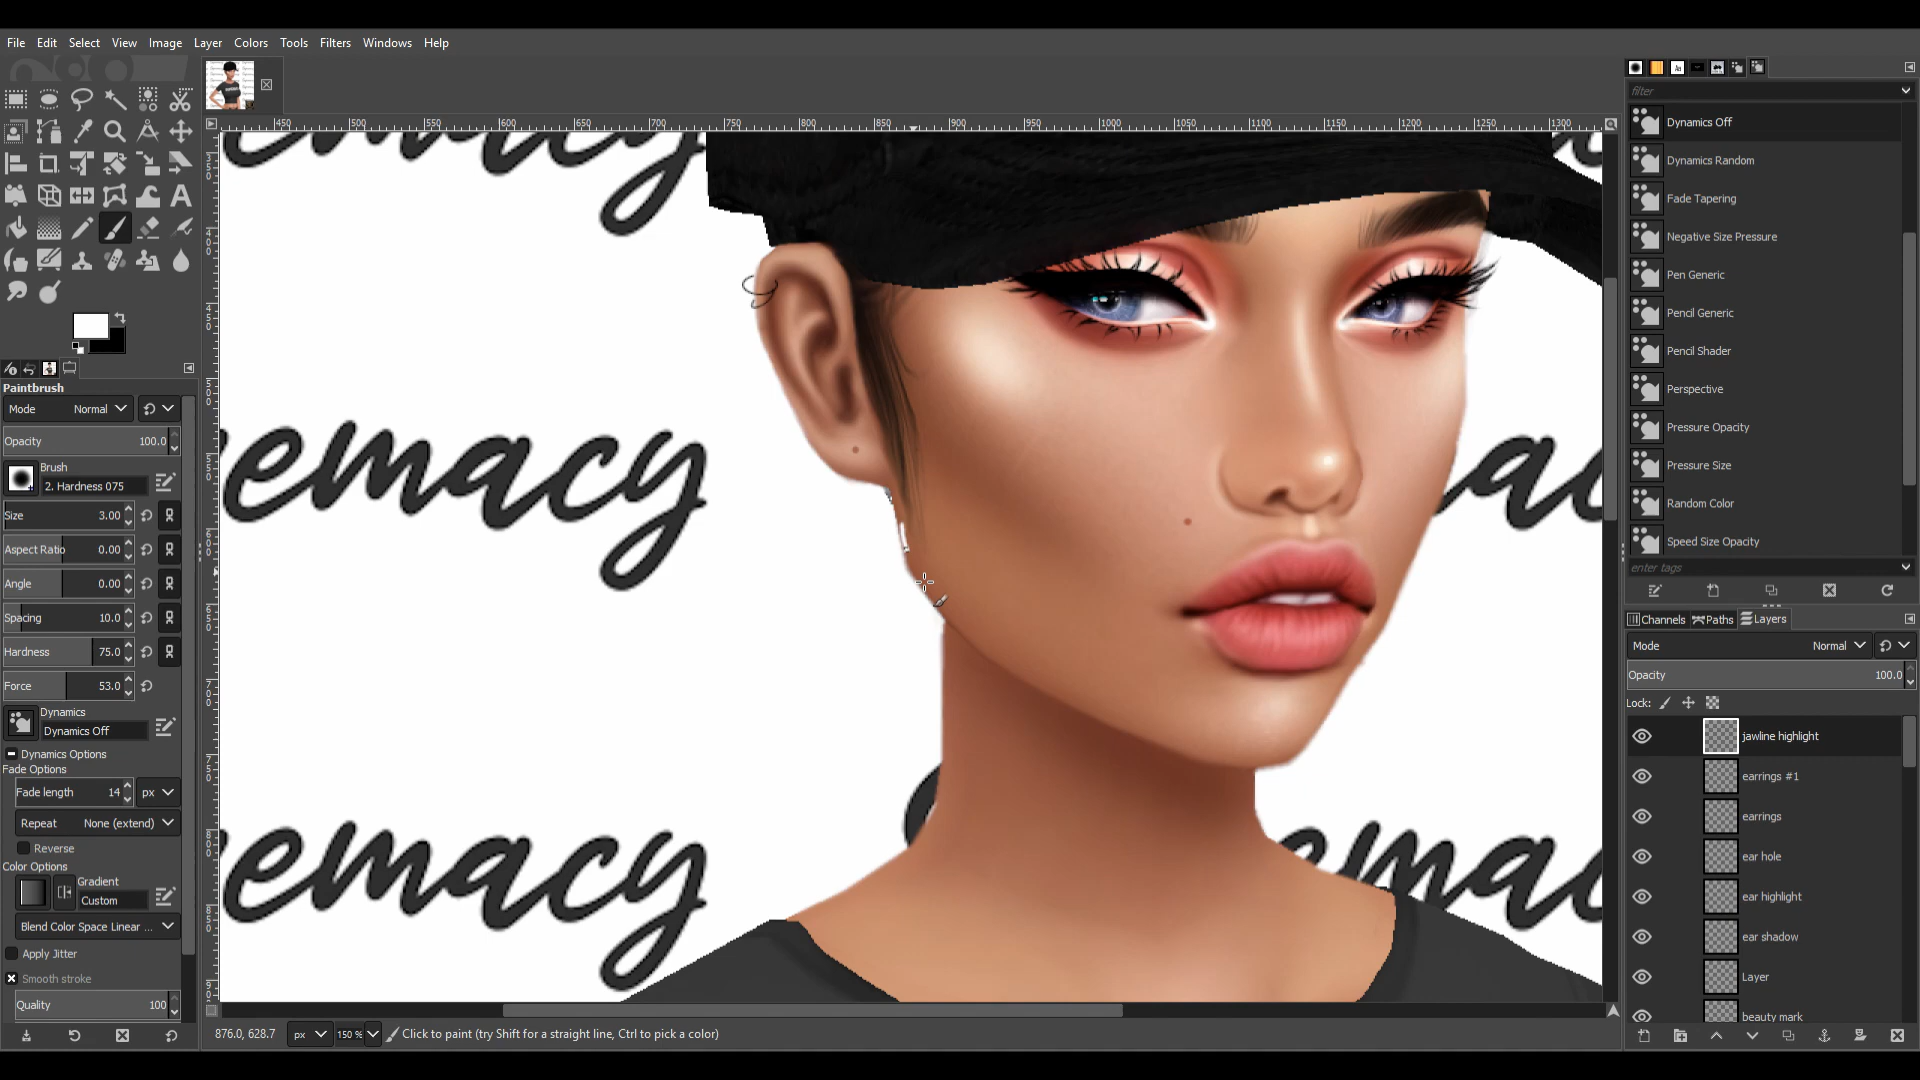 File Edit Select View Image Layer Colors Tools Filters Windows Help
450 500 550 600 650 700 750 800 850 900 950 1000 1050 1100 1150 1200 1250 1300
Paintbrush
Mode Normal
Opacity 100.0
Brush
2. Hardness 075
Size 3.00
Aspect Ratio 0.00
Angle 0.00
Spacing 10.0
Hardness 75.0
Force 53.0
Dynamics
Dynamics Off
Dynamics Options
Fade Options
Fade length 14 px
Repeat None (extend)
Reverse
Color Options
Gradient
Custom
Blend Color Space Linear ...
Apply Jitter
Smooth stroke
Quality 100
emacy
emacy
emacy
a
emac
876.0, 628.7 px 150 % Click to paint (try Shift for a straight line, Ctrl to pick a color)
filter
Dynamics Off
Dynamics Random
Fade Tapering
Negative Size Pressure
Pen Generic
Pencil Generic
Pencil Shader
Perspective
Pressure Opacity
Pressure Size
Random Color
Speed Size Opacity
enter tags
Channels Paths Layers
Mode Normal
Opacity 100.0
Lock:
jawline highlight
earrings #1
earrings
ear hole
ear highlight
ear shadow
Layer
beauty mark